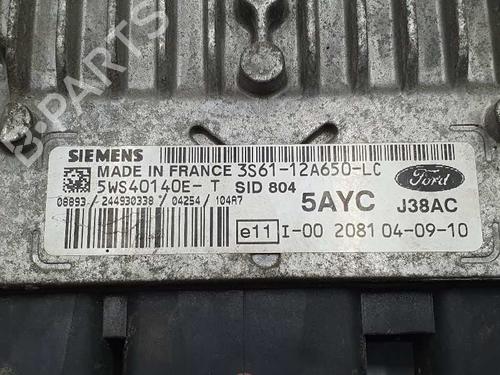 SIEMENS
MADE IN FRANCE 3S61-12A650-LC
5WS40140E-T SID 804
08893/244930338/04254/104A7
Ford
5AYC J38AC
e11 I-00 2081 04-09-10
B-PARTS